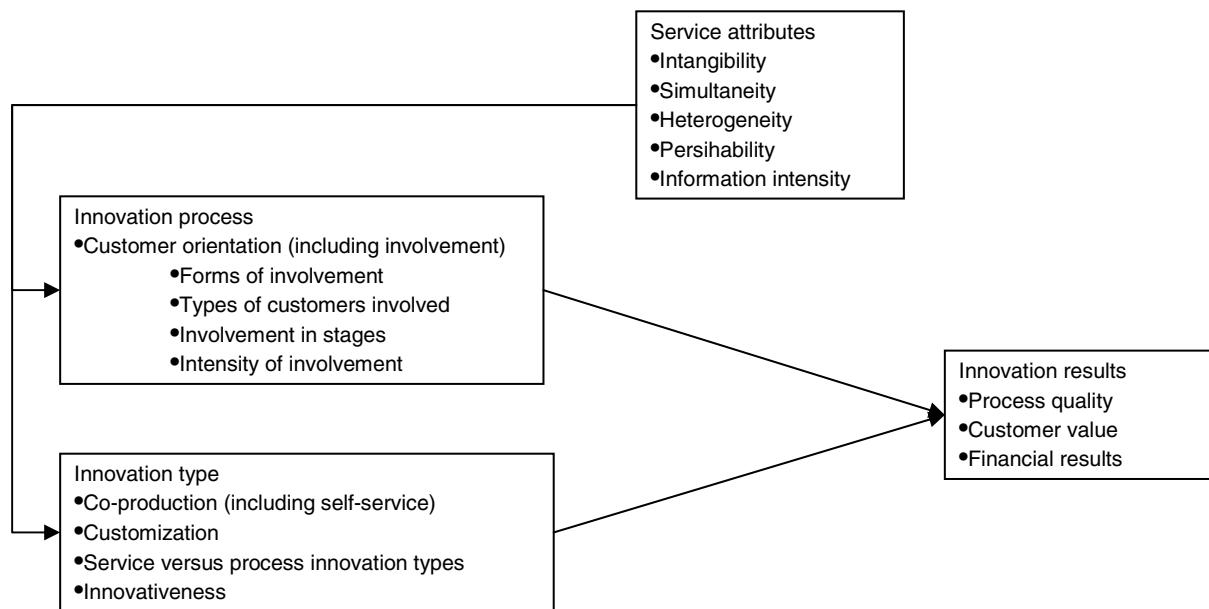 Service attributes
•Intangibility
•Simultaneity
•Heterogeneity
•Persihability
•Information intensity
Innovation process
•Customer orientation (including involvement)
•Forms of involvement
•Types of customers involved
•Involvement in stages
•Intensity of involvement
Innovation type
•Co-production (including self-service)
•Customization
•Service versus process innovation types
•Innovativeness
Innovation results
•Process quality
•Customer value
•Financial results